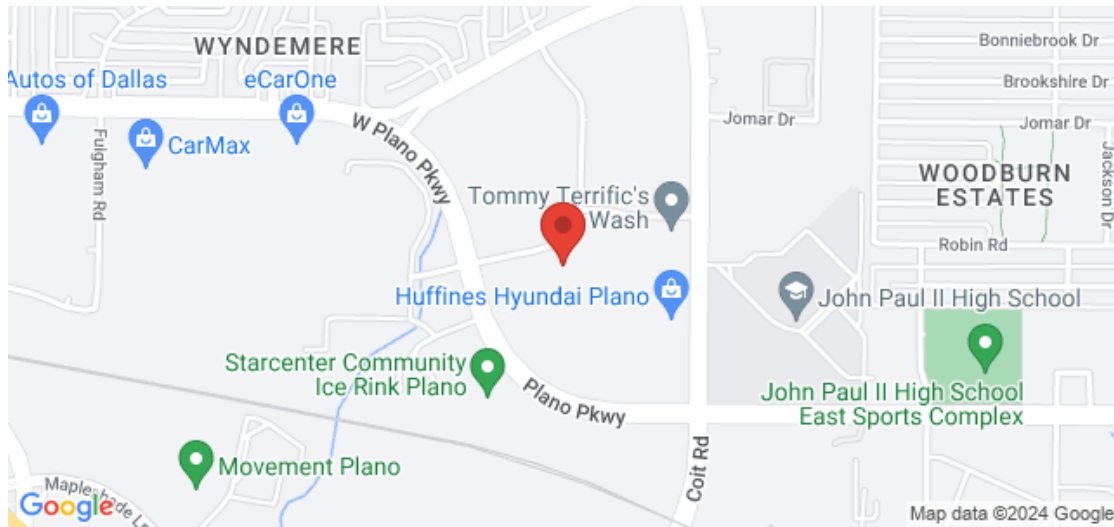 WYNDEMERE
Bonniebrook Dr
Autos of Dallas
eCarOne
Brookshire Dr
Jomar Dr
Jomar Dr
CarMax
W Plano Pkwy
Fulgham Rd
Jackson Dr
WOODBURN
ESTATES
Tommy Terrific's
Wash
Robin Rd
Huffines Hyundai Plano
John Paul II High School
Starcenter Community
Ice Rink Plano
Plano Pkwy
John Paul II High School
East Sports Complex
Coit Rd
Movement Plano
Mapleshade Ln
Google
Map data ©2024 Google